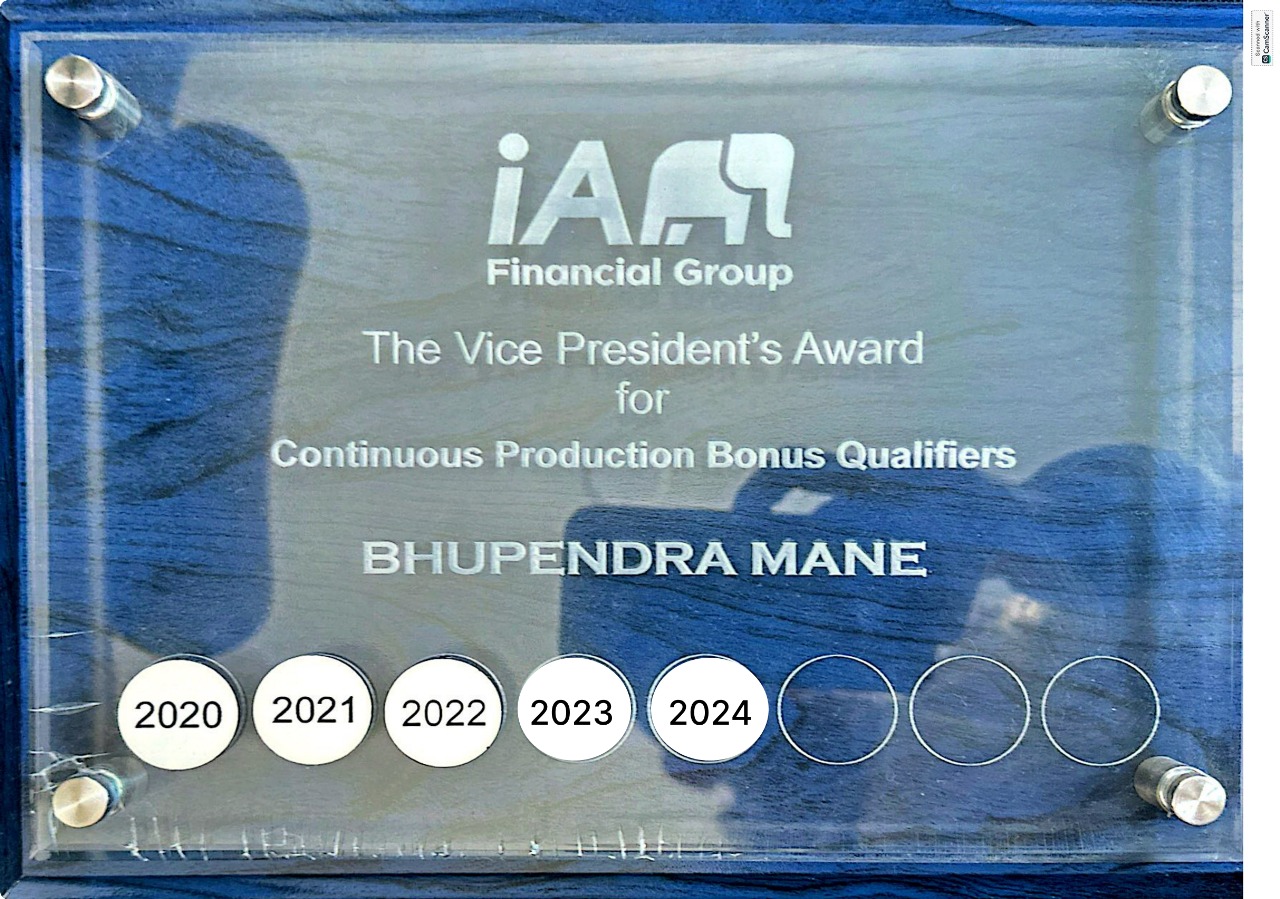 iA
Financial Group
The Vice President's Award
for
Continuous Production Bonus Qualifiers
BHUPENDRA MANE
2020 2021 2022 2023 2024
Scanned with
CamScanner